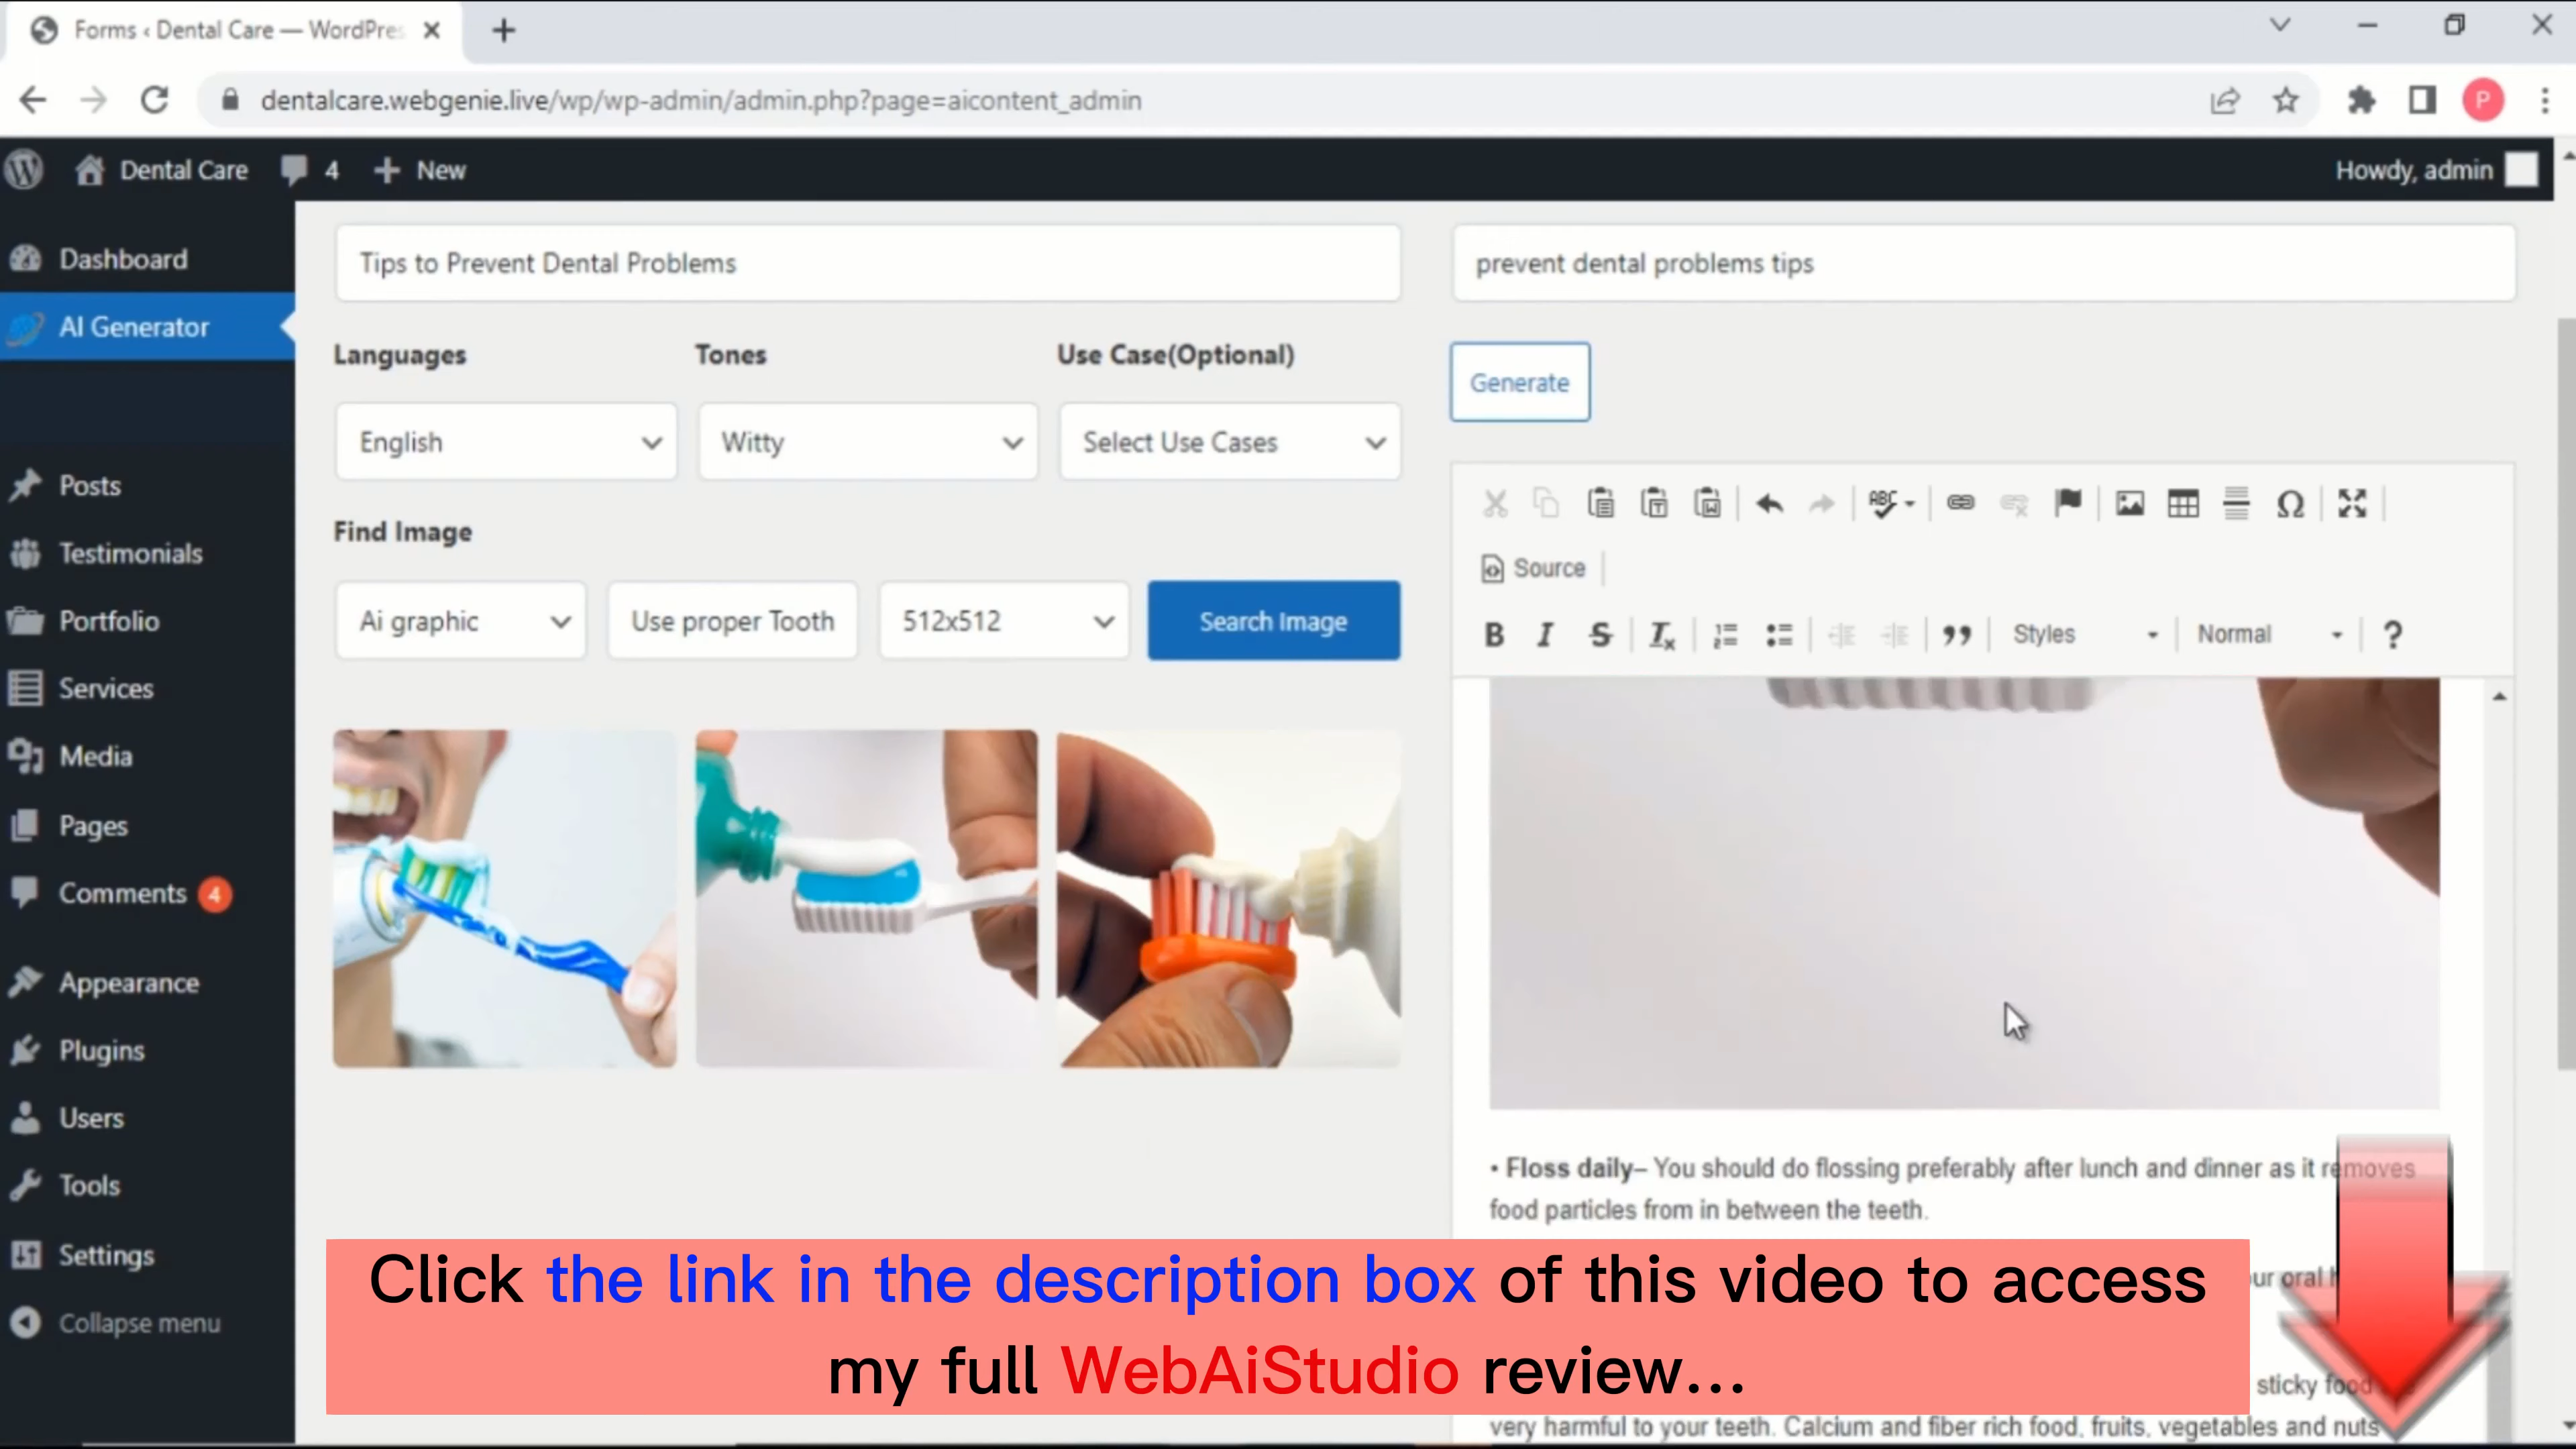 Forms ‹ Dental Care — WordPres
dentalcare.webgenie.live/wp/wp-admin/admin.php?page=aicontent_admin
P
Dental Care
4
New
Howdy, admin
Dashboard
AI Generator
Posts
Testimonials
Portfolio
Services
Media
Pages
Comments 4
Appearance
Plugins
Users
Tools
Settings
Collapse menu
Tips to Prevent Dental Problems
Languages
Tones
Use Case(Optional)
English
Witty
Select Use Cases
Find Image
Ai graphic
Use proper Tooth
512x512
Search Image
prevent dental problems tips
Generate
ABC
Source
Styles
Normal
?
• Floss daily– You should do flossing preferably after lunch and dinner as it removes
food particles from in between the teeth.
oral
sticky food
very harmful to your teeth. Calcium and fiber rich food, fruits, vegetables and nuts
Click the link in the description box of this video to access
my full WebAiStudio review...